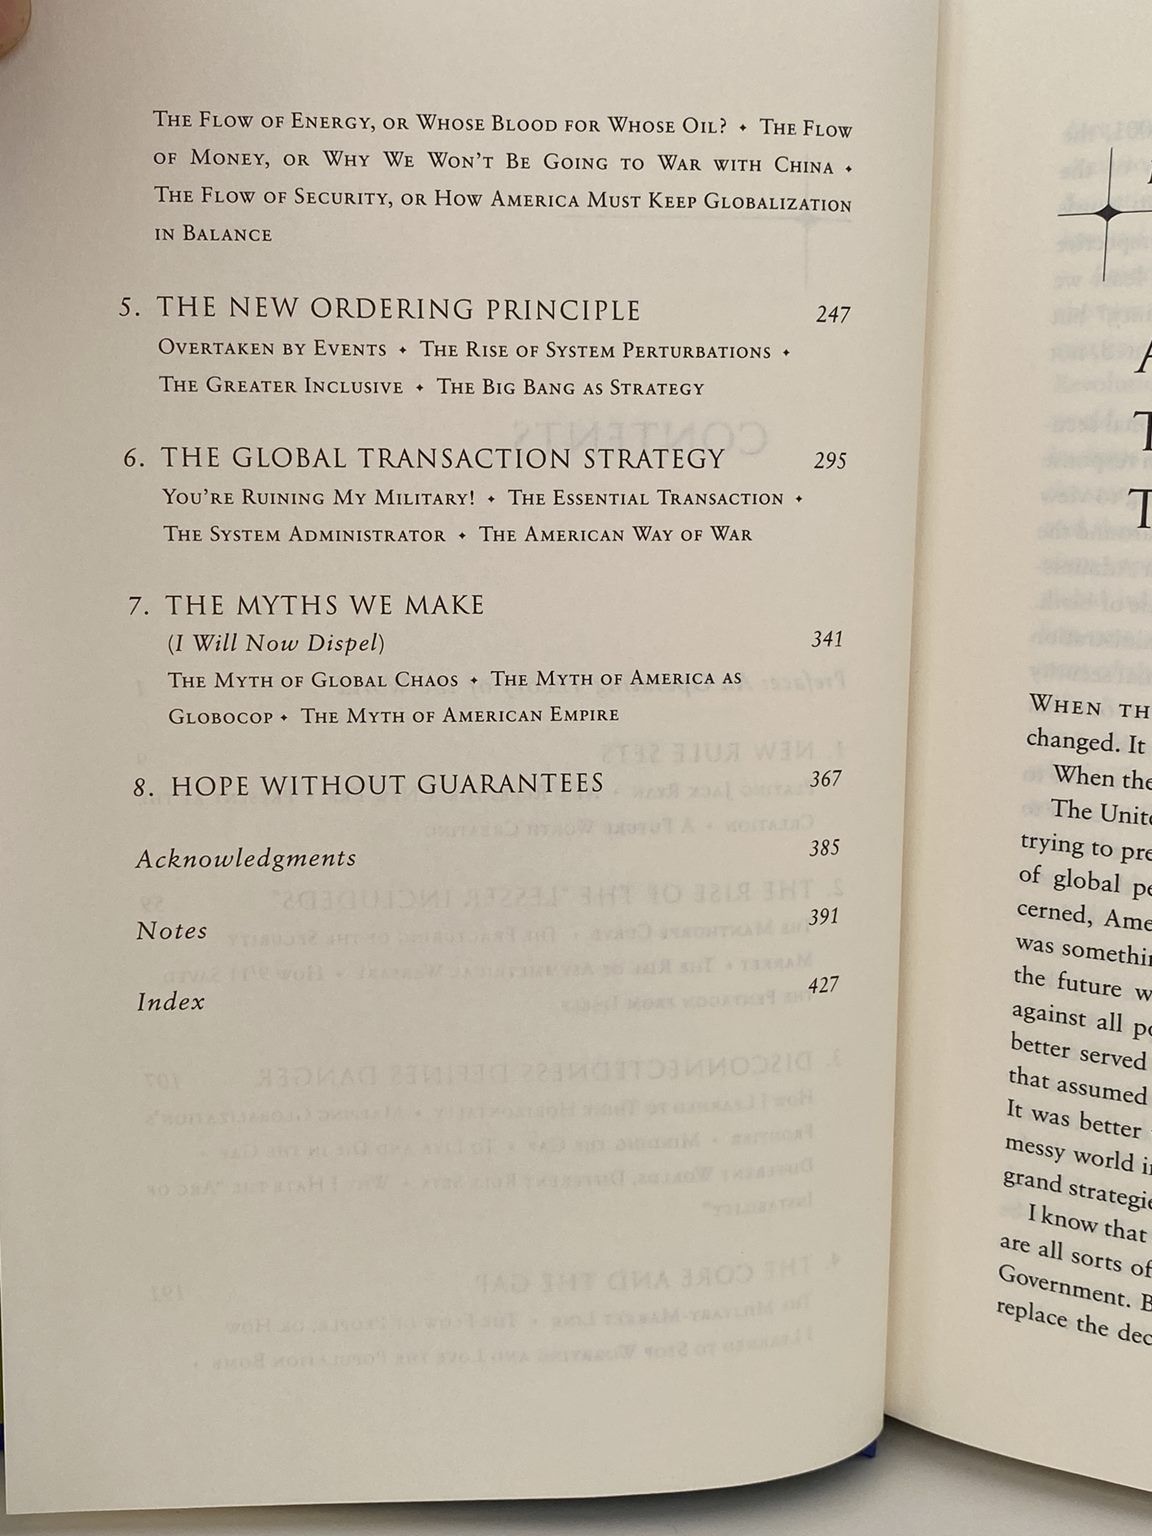 The Flow of Energy, or Whose Blood for Whose Oil? ✦ The Flow
of Money, or Why We Won't Be Going to War with China ✦
The Flow of Security, or How America Must Keep Globalization
in Balance
5. THE NEW ORDERING PRINCIPLE 247
Overtaken by Events ✦ The Rise of System Perturbations ✦
The Greater Inclusive ✦ The Big Bang as Strategy
6. THE GLOBAL TRANSACTION STRATEGY 295
You're Ruining My Military! ✦ The Essential Transaction ✦
The System Administrator ✦ The American Way of War
7. THE MYTHS WE MAKE
(I Will Now Dispel) 341
The Myth of Global Chaos ✦ The Myth of America as
Globocop ✦ The Myth of American Empire
8. HOPE WITHOUT GUARANTEES 367
Acknowledgments 385
Notes 391
Index 427
When th
changed. It
When the
The Unite
trying to pre
of global pe
cerned, Ame
was somethin
the future w
against all po
better served
that assumed
It was better
messy world in
grand strategie
I know that
are all sorts of
Government. B
replace the dec